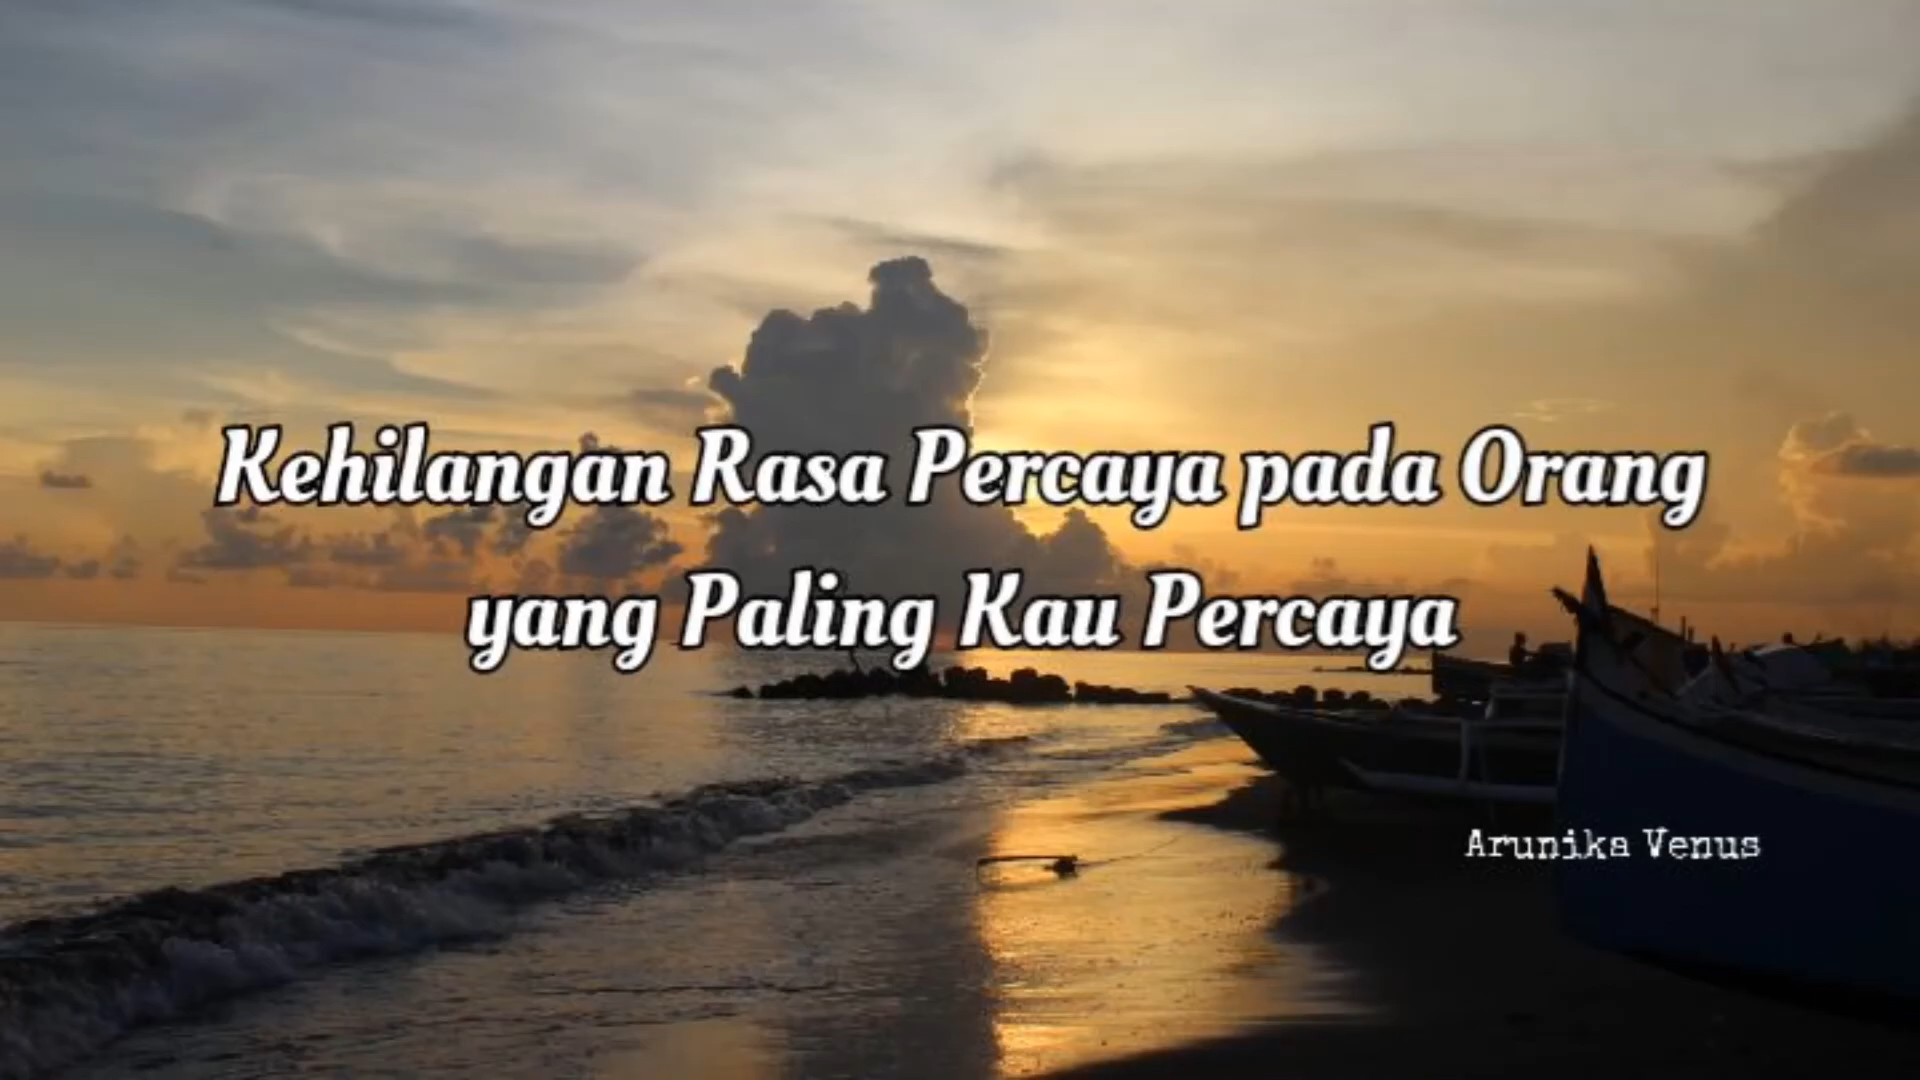 Kehilangan Rasa Percaya pada Orang
yang Paling Kau Percaya
Arunika Venus